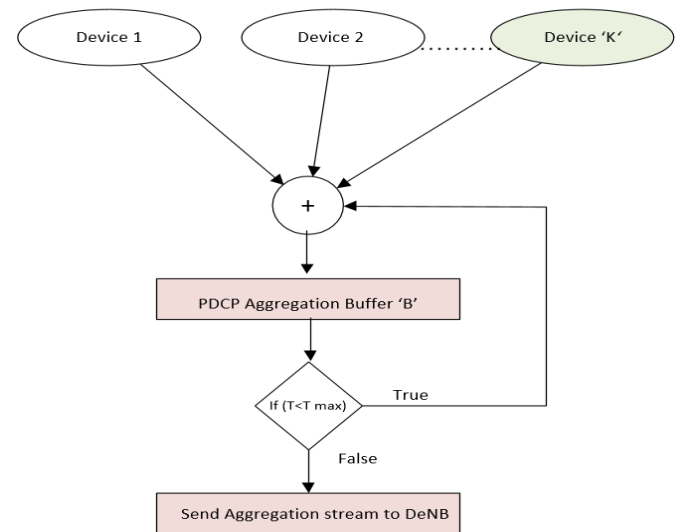 Device 1
Device 2
Device ‘K‘
+
PDCP Aggregation Buffer ‘B’
If (T<T max)
True
False
Send Aggregation stream to DeNB